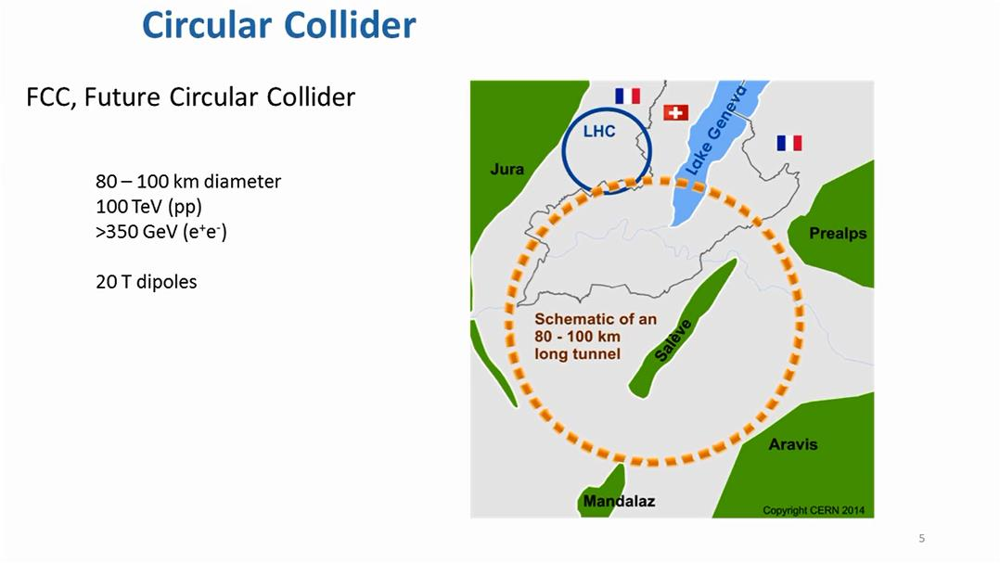 Circular Collider
FCC, Future Circular Collider
80 – 100 km diameter
100 TeV (pp)
>350 GeV (e⁺e⁻)
20 T dipoles
LHC
Lake Geneva
Jura
Prealps
Schematic of an
80 - 100 km
long tunnel
Salève
Aravis
Mandalaz
Copyright CERN 2014
5